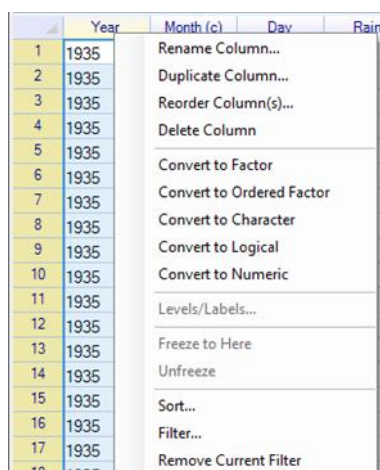 Year Month (c) Day Rain
1 1935 Rename Column...
2 1935 Duplicate Column...
3 1935 Reorder Column(s)...
4 1935 Delete Column
5 1935
6 1935 Convert to Factor
7 1935 Convert to Ordered Factor
8 1935 Convert to Character
9 1935 Convert to Logical
10 1935 Convert to Numeric
11 1935 Levels/Labels...
12 1935
13 1935 Freeze to Here
14 1935 Unfreeze
15 1935 Sort...
16 1935 Filter...
17 1935 Remove Current Filter